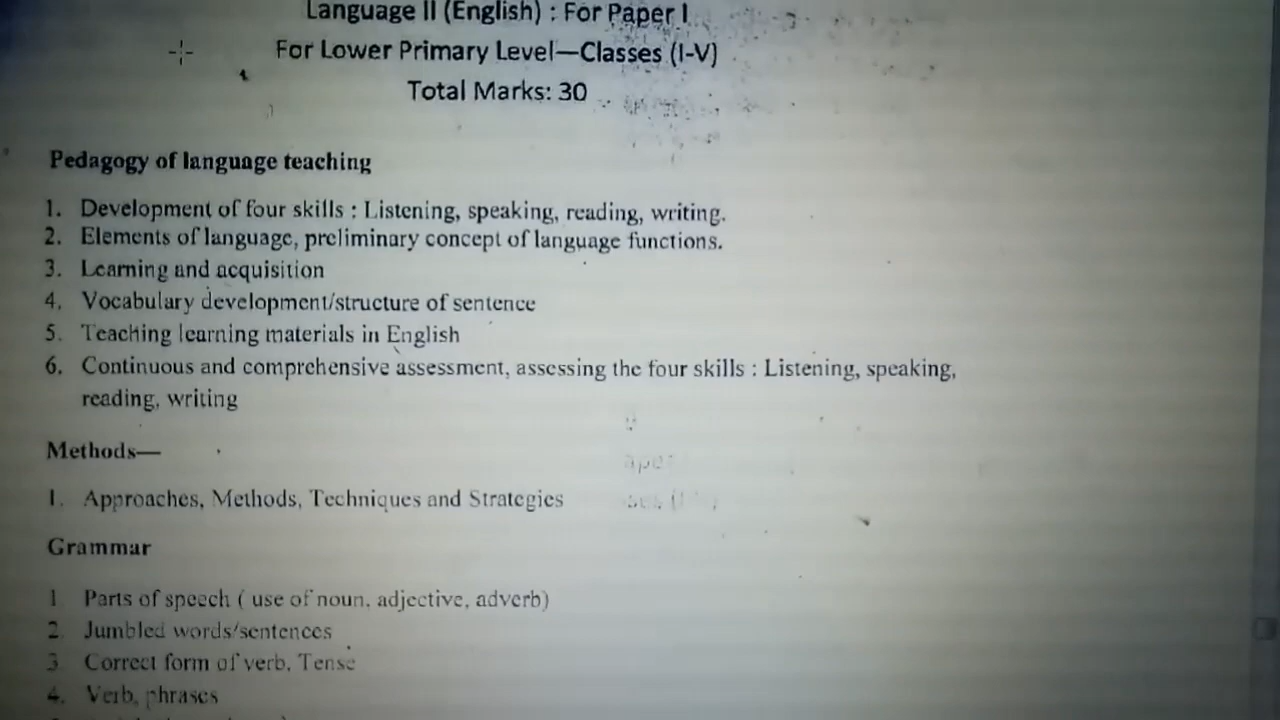 Language II (English) : For Paper I
For Lower Primary Level—Classes (I-V)
Total Marks: 30
Pedagogy of language teaching
1. Development of four skills : Listening, speaking, reading, writing.
2. Elements of language, preliminary concept of language functions.
3. Learning and acquisition
4. Vocabulary development/structure of sentence
5. Teaching learning materials in English
6. Continuous and comprehensive assessment, assessing the four skills : Listening, speaking,
reading, writing
Methods—
1. Approaches, Methods, Techniques and Strategies
Grammar
1 Parts of speech ( use of noun, adjective, adverb)
2. Jumbled words/sentences
3 Correct form of verb, Tense
4. Verb, phrases